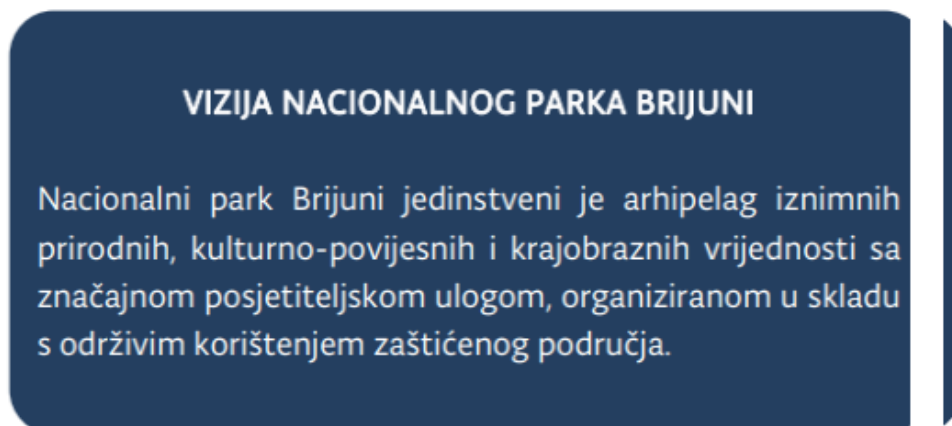 VIZIJA NACIONALNOG PARKA BRIJUNI
Nacionalni park Brijuni jedinstveni je arhipelag iznimnih
prirodnih, kulturno-povijesnih i krajobraznih vrijednosti sa
značajnom posjetiteljskom ulogom, organiziranom u skladu
s održivim korištenjem zaštićenog područja.